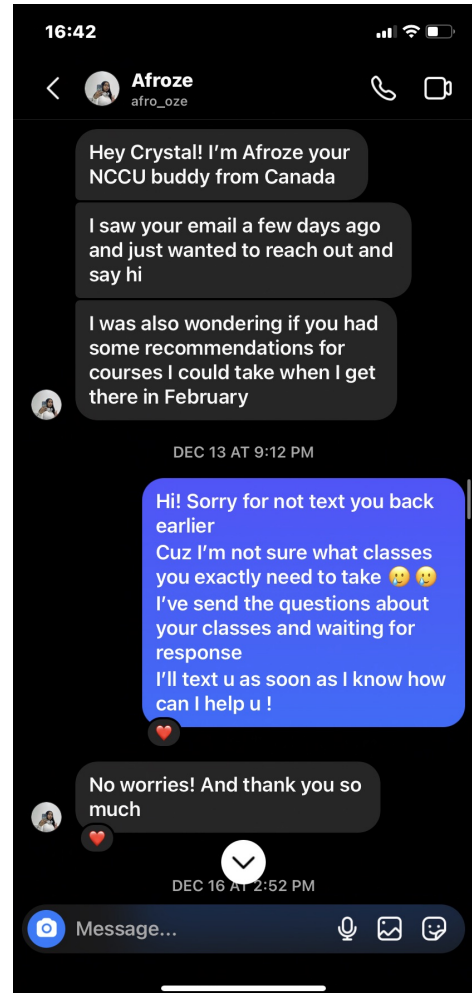 16:42
Afroze
afro_oze
Hey Crystal! I’m Afroze your
NCCU buddy from Canada
I saw your email a few days ago
and just wanted to reach out and
say hi
I was also wondering if you had
some recommendations for
courses I could take when I get
there in February
DEC 13 AT 9:12 PM
Hi! Sorry for not text you back
earlier
Cuz I’m not sure what classes
you exactly need to take 🥲 🥲
I’ve send the questions about
your classes and waiting for
response
I’ll text u as soon as I know how
can I help u !
No worries! And thank you so
much
DEC 16 AT 2:52 PM
Message...